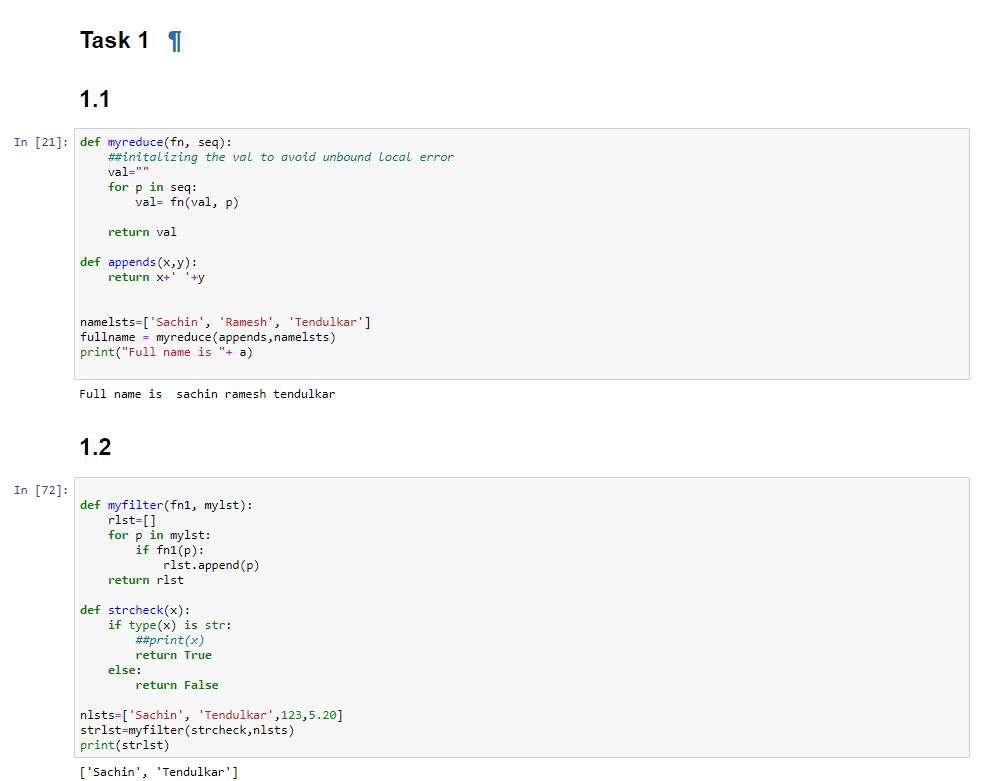 Task 1 ¶
1.1
In [21]:
def myreduce(fn, seq):
    ##initalizing the val to avoid unbound local error
    val=""
    for p in seq:
        val= fn(val, p)
    return val
def appends(x,y):
    return x+' '+y
namelsts=['Sachin', 'Ramesh', 'Tendulkar']
fullname = myreduce(appends,namelsts)
print("Full name is "+ a)
Full name is  sachin ramesh tendulkar
1.2
In [72]:
def myfilter(fn1, mylst):
    rlst=[]
    for p in mylst:
        if fn1(p):
            rlst.append(p)
    return rlst
def strcheck(x):
    if type(x) is str:
        ##print(x)
        return True
    else:
        return False
nlsts=['Sachin', 'Tendulkar',123,5.20]
strlst=myfilter(strcheck,nlsts)
print(strlst)
['Sachin', 'Tendulkar']